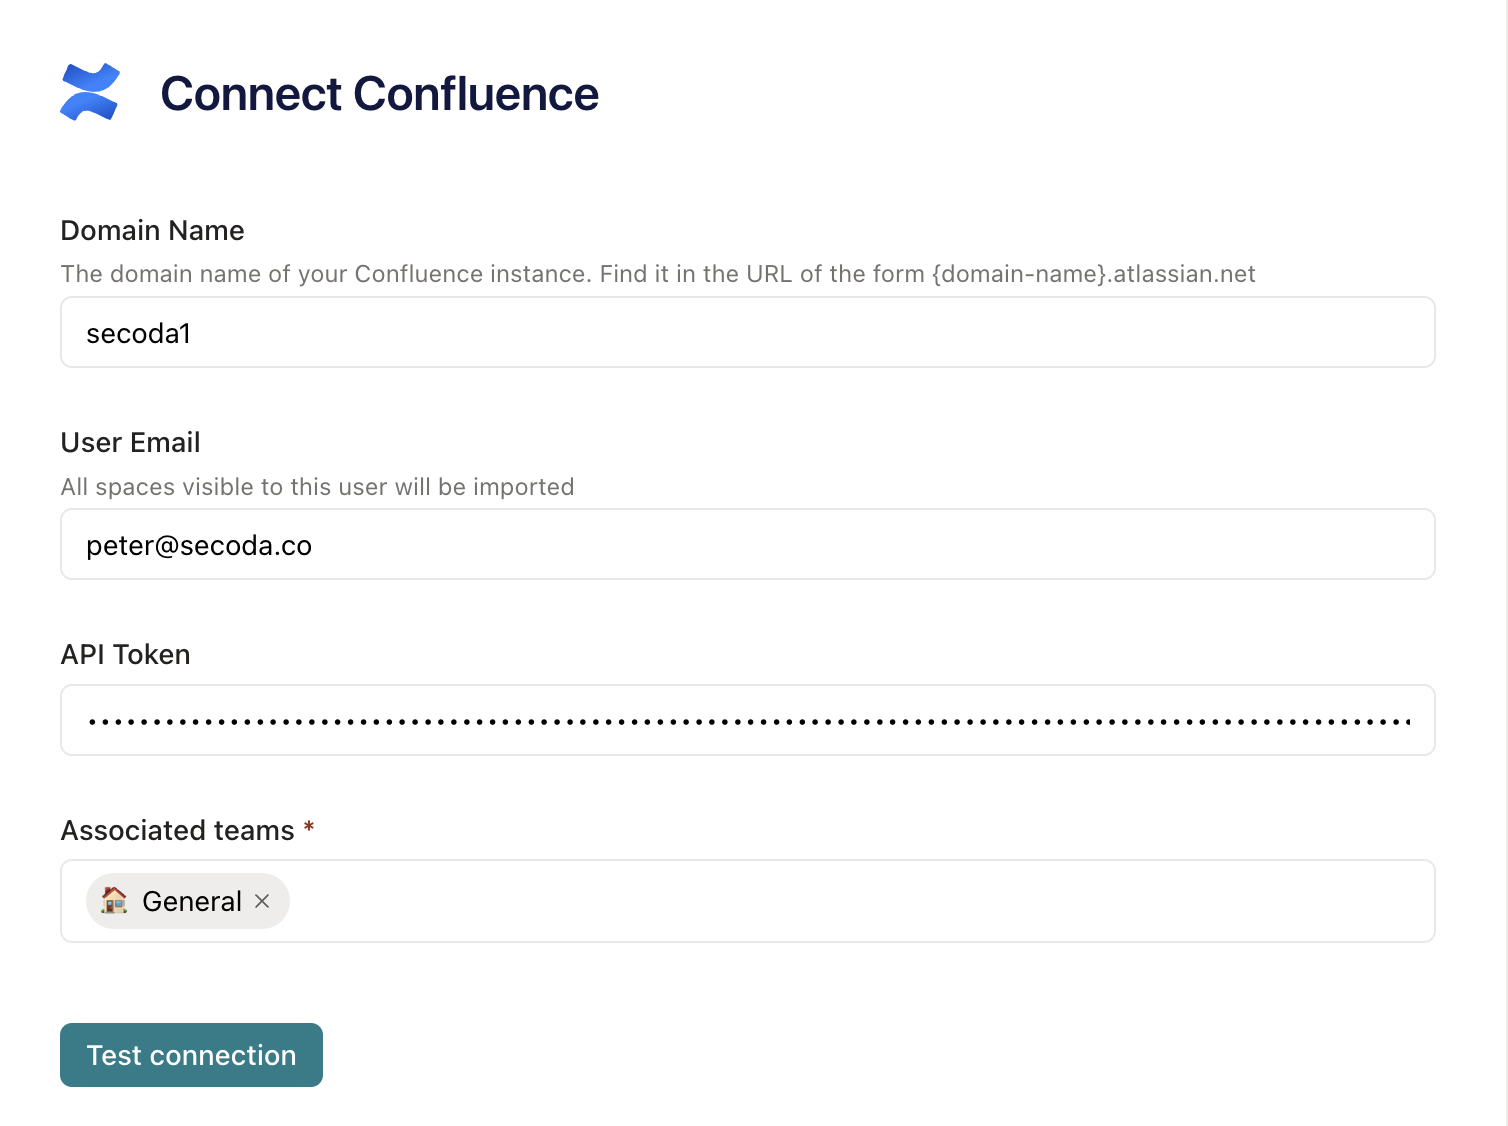 Connect Confluence
Domain Name
The domain name of your Confluence instance. Find it in the URL of the form {domain-name}.atlassian.net
secoda1
User Email
All spaces visible to this user will be imported
peter@secoda.co
API Token
Associated teams *
General ×
Test connection